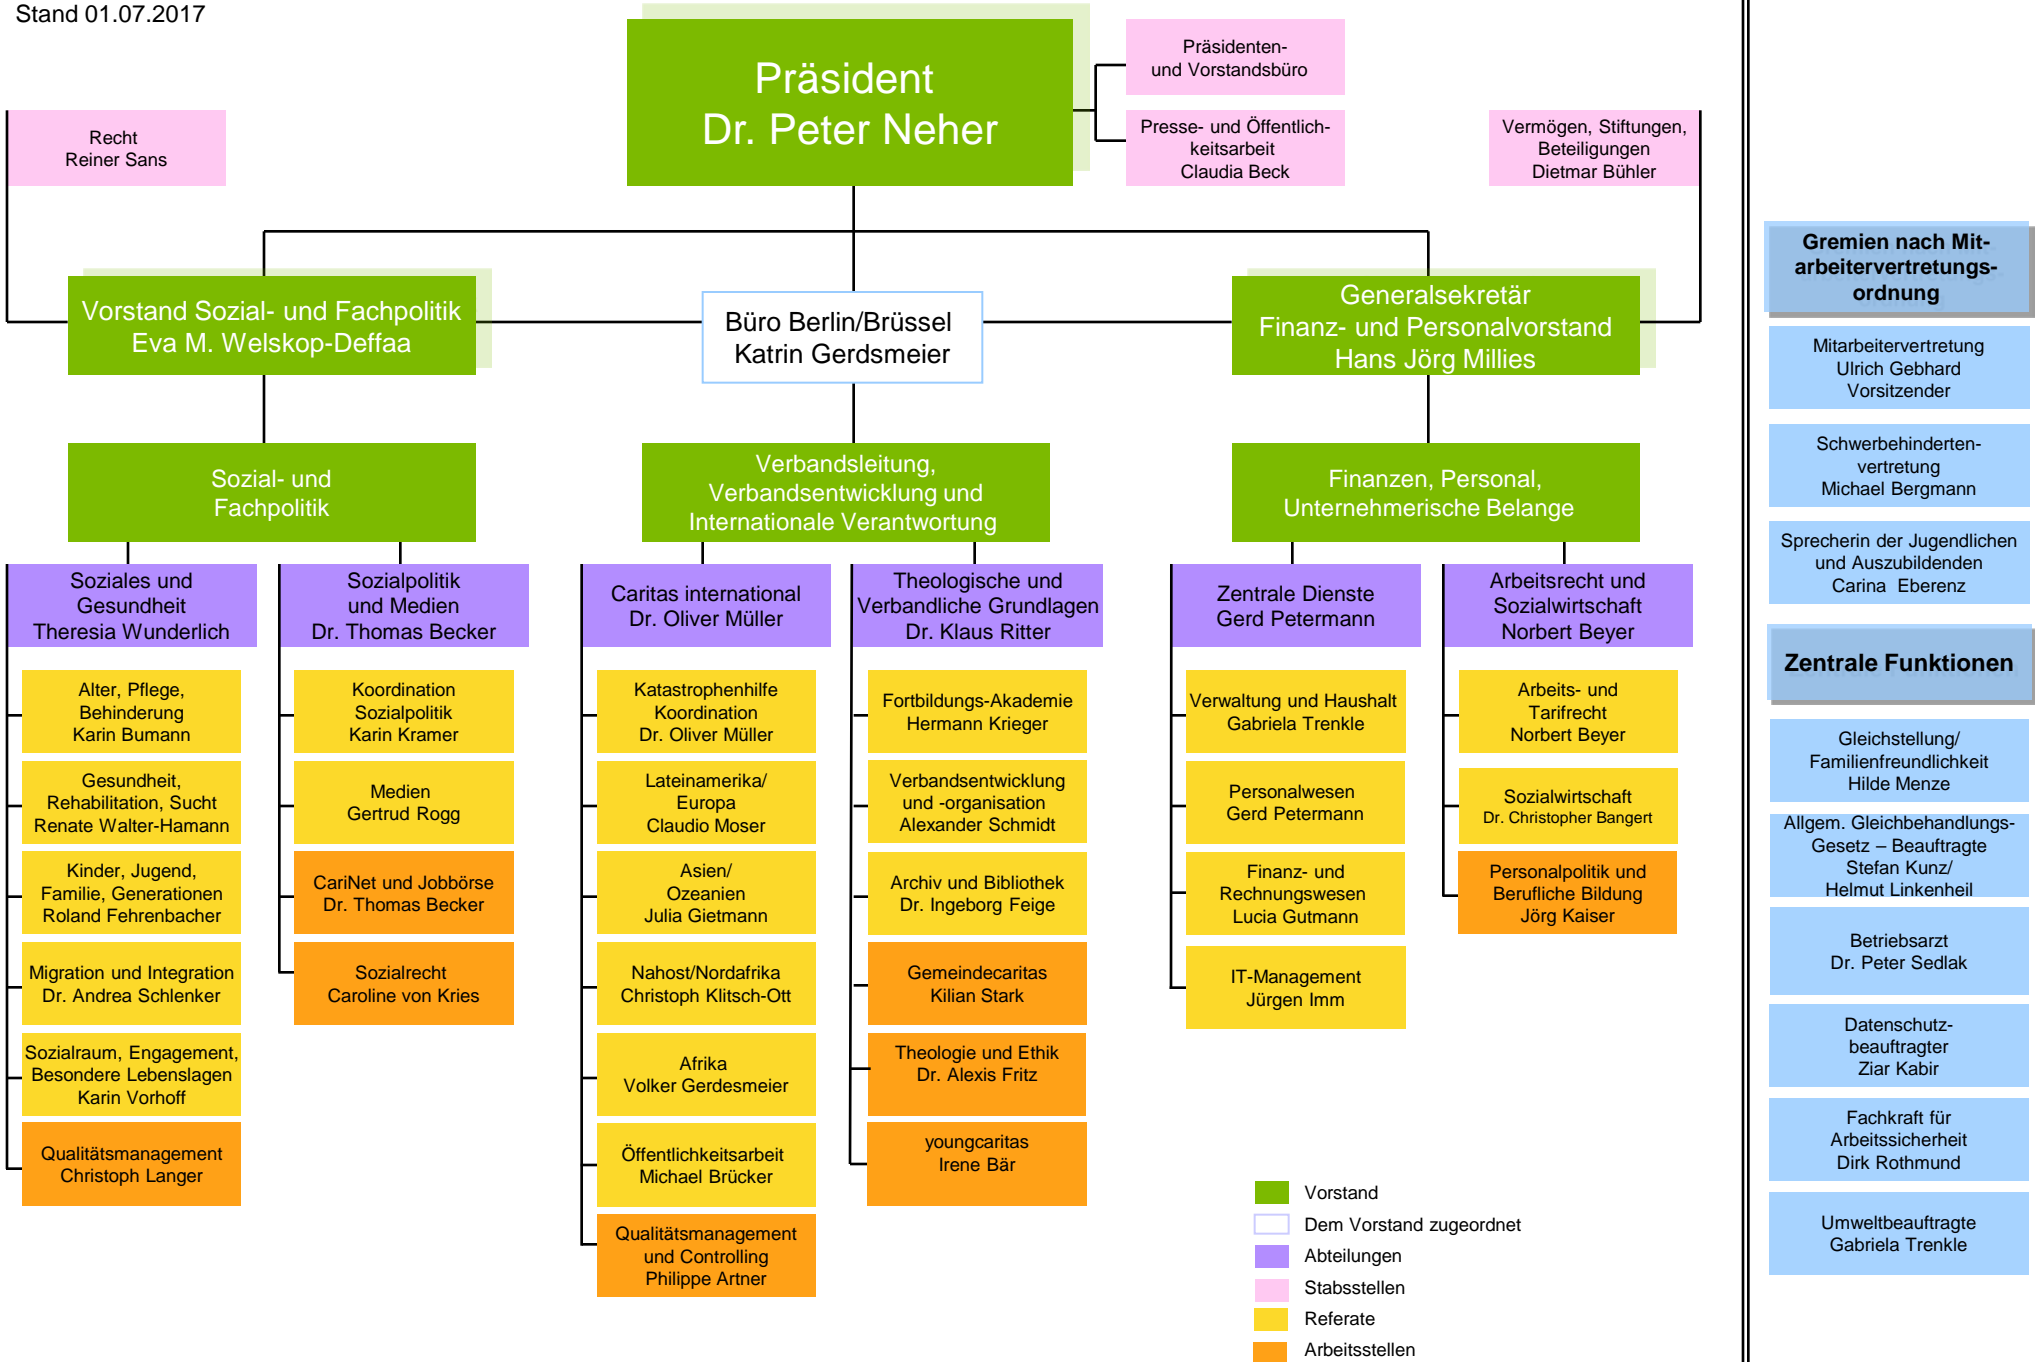 Stand 01.07.2017
Präsident
Dr. Peter Neher
Präsidenten-
und Vorstandsbüro
Presse- und Öffentlich-
keitsarbeit
Claudia Beck
Recht
Reiner Sans
Vermögen, Stiftungen,
Beteiligungen
Dietmar Bühler
Vorstand Sozial- und Fachpolitik
Eva M. Welskop-Deffaa
Büro Berlin/Brüssel
Katrin Gerdsmeier
Generalsekretär
Finanz- und Personalvorstand
Hans Jörg Millies
Sozial- und
Fachpolitik
Verbandsleitung,
Verbandsentwicklung und
Internationale Verantwortung
Finanzen, Personal,
Unternehmerische Belange
Soziales und
Gesundheit
Theresia Wunderlich
Alter, Pflege,
Behinderung
Karin Bumann
Gesundheit,
Rehabilitation, Sucht
Renate Walter-Hamann
Kinder, Jugend,
Familie, Generationen
Roland Fehrenbacher
Migration und Integration
Dr. Andrea Schlenker
Sozialraum, Engagement,
Besondere Lebenslagen
Karin Vorhoff
Qualitätsmanagement
Christoph Langer
Sozialpolitik
und Medien
Dr. Thomas Becker
Koordination
Sozialpolitik
Karin Kramer
Medien
Gertrud Rogg
CariNet und Jobbörse
Dr. Thomas Becker
Sozialrecht
Caroline von Kries
Caritas international
Dr. Oliver Müller
Katastrophenhilfe
Koordination
Dr. Oliver Müller
Lateinamerika/
Europa
Claudio Moser
Asien/
Ozeanien
Julia Gietmann
Nahost/Nordafrika
Christoph Klitsch-Ott
Afrika
Volker Gerdesmeier
Öffentlichkeitsarbeit
Michael Brücker
Qualitätsmanagement
und Controlling
Philippe Artner
Theologische und
Verbandliche Grundlagen
Dr. Klaus Ritter
Fortbildungs-Akademie
Hermann Krieger
Verbandsentwicklung
und -organisation
Alexander Schmidt
Archiv und Bibliothek
Dr. Ingeborg Feige
Gemeindecaritas
Kilian Stark
Theologie und Ethik
Dr. Alexis Fritz
youngcaritas
Irene Bär
Zentrale Dienste
Gerd Petermann
Verwaltung und Haushalt
Gabriela Trenkle
Personalwesen
Gerd Petermann
Finanz- und
Rechnungswesen
Lucia Gutmann
IT-Management
Jürgen Imm
Arbeitsrecht und
Sozialwirtschaft
Norbert Beyer
Arbeits- und
Tarifrecht
Norbert Beyer
Sozialwirtschaft
Dr. Christopher Bangert
Personalpolitik und
Berufliche Bildung
Jörg Kaiser
Vorstand
Dem Vorstand zugeordnet
Abteilungen
Stabsstellen
Referate
Arbeitsstellen
Gremien nach Mit-
arbeitervertretungs-
ordnung
Mitarbeitervertretung
Ulrich Gebhard
Vorsitzender
Schwerbehinderten-
vertretung
Michael Bergmann
Sprecherin der Jugendlichen
und Auszubildenden
Carina Eberenz
Zentrale Funktionen
Gleichstellung/
Familienfreundlichkeit
Hilde Menze
Allgem. Gleichbehandlungs-
Gesetz – Beauftragte
Stefan Kunz/
Helmut Linkenheil
Betriebsarzt
Dr. Peter Sedlak
Datenschutz-
beauftragter
Ziar Kabir
Fachkraft für
Arbeitssicherheit
Dirk Rothmund
Umweltbeauftragte
Gabriela Trenkle